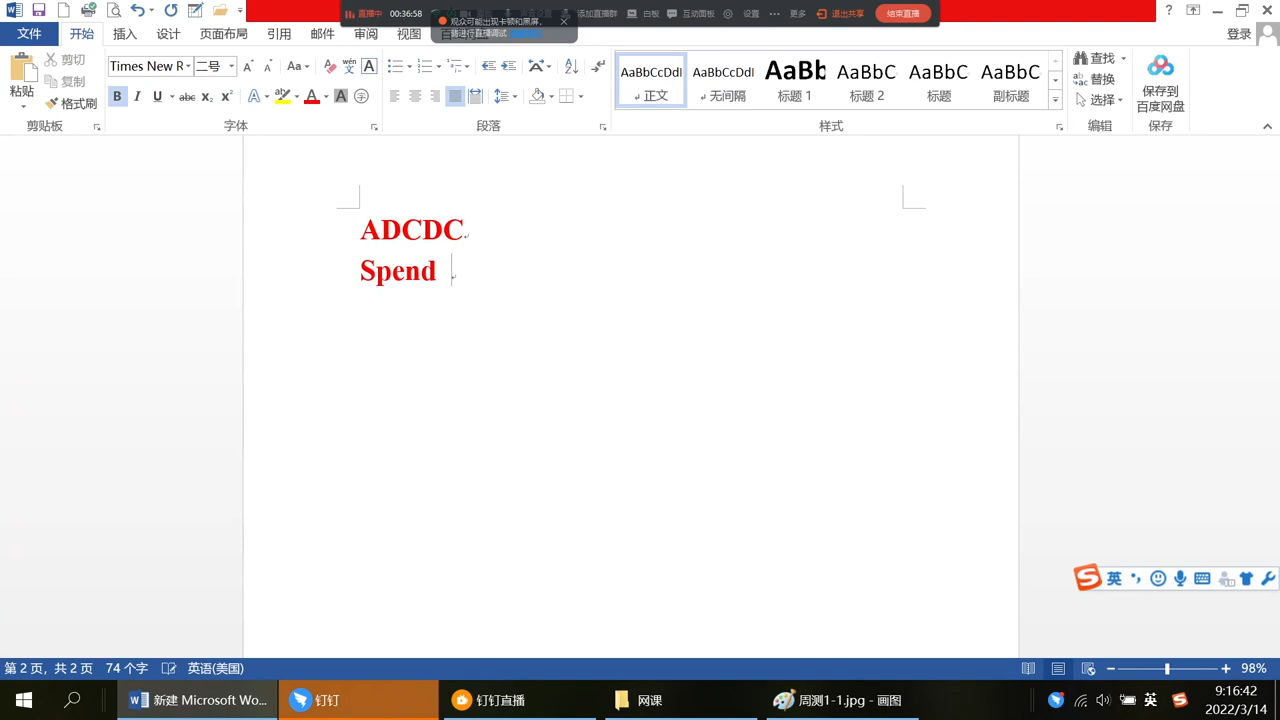 直播中 00:36:58 添加直播群 白板 互动面板 设置 更多 退出共享 结束直播
观众可能出现卡顿和黑屏,
请进行直播调试
文件 开始 插入 设计 页面布局 引用 邮件 审阅 视图 登录
粘贴 剪切 复制 格式刷 剪贴板
Times New R 二号 Aa wén 文 A
B I U abc x₂ x² A A A 字
字体
段落
AaBbCcDdI AaBbCcDdI AaBb AaBbC AaBbC AaBbC
正文 无间隔 标题 1 标题 2 标题 副标题
样式
查找 替换 选择 编辑
保存到
百度网盘
保存
ADCDC
Spend
英
第 2 页，共 2 页 74 个字 英语(美国) 98%
新建 Microsoft Wo... 钉钉 钉钉直播 网课 周测1-1.jpg - 画图 英
9:16:42
2022/3/14